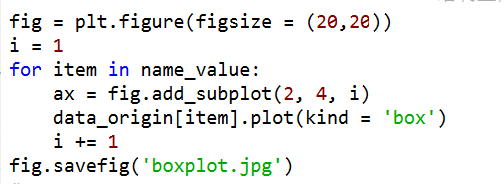 fig = plt.figure(figsize = (20,20))
i = 1
for item in name_value:
    ax = fig.add_subplot(2, 4, i)
    data_origin[item].plot(kind = 'box')
    i += 1
fig.savefig('boxplot.jpg')